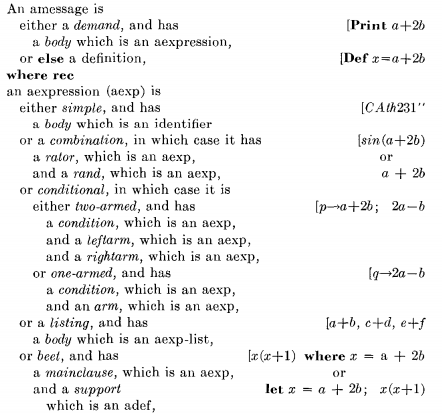 An amessage is
either a demand, and has [Print a+2b
a body which is an aexpression,
or else a definition, [Def x=a+2b
where rec
an aexpression (aexp) is
either simple, and has [CAth231''
a body which is an identifier
or a combination, in which case it has [sin(a+2b)
a rator, which is an aexp, or
and a rand, which is an aexp, a + 2b
or conditional, in which case it is
either two-armed, and has [p→a+2b; 2a−b
a condition, which is an aexp,
and a leftarm, which is an aexp,
and a rightarm, which is an aexp,
or one-armed, and has [q→2a−b
a condition, which is an aexp,
and an arm, which is an aexp,
or a listing, and has [a+b, c+d, e+f
a body which is an aexp-list,
or beet, and has [x(x+1) where x = a + 2b
a mainclause, which is an aexp, or
and a support let x = a + 2b; x(x+1)
which is an adef,